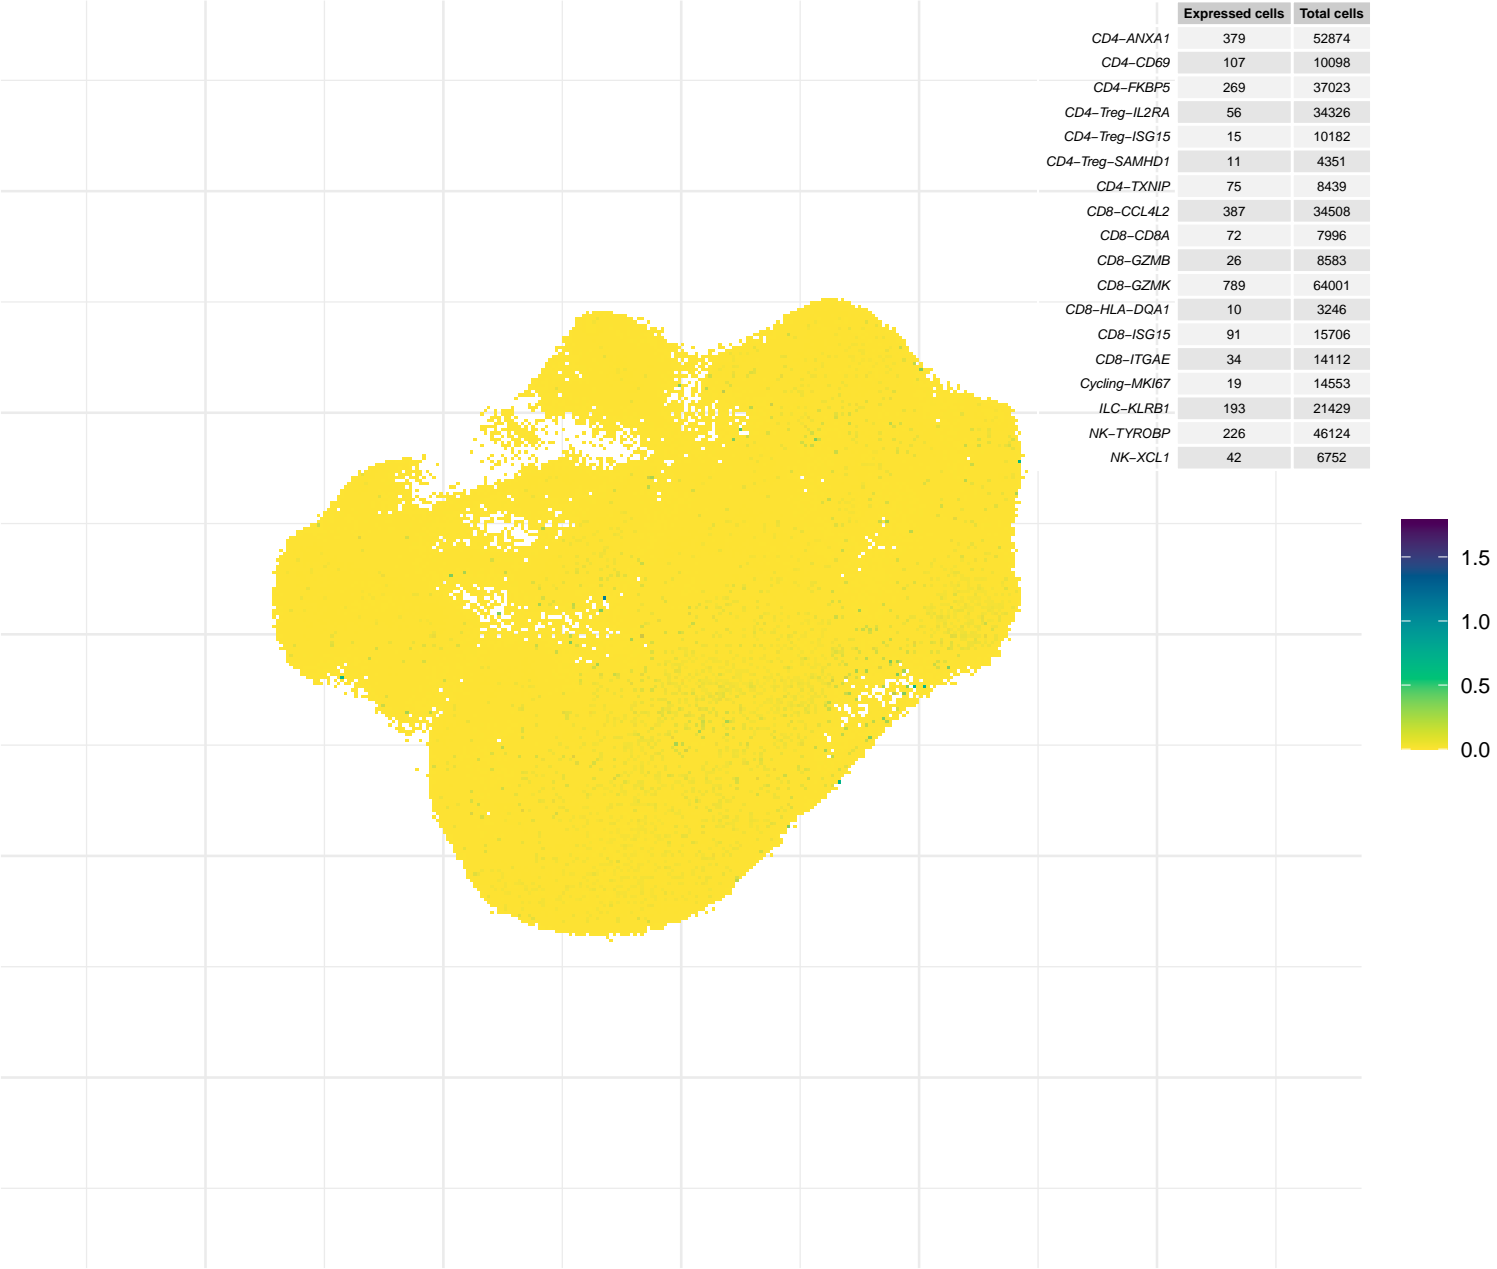 Expressed cells Total cells
CD4−ANXA1 379 52874
CD4−CD69 107 10098
CD4−FKBP5 269 37023
CD4−Treg−IL2RA 56 34326
CD4−Treg−ISG15 15 10182
CD4−Treg−SAMHD1 11 4351
CD4−TXNIP 75 8439
CD8−CCL4L2 387 34508
CD8−CD8A 72 7996
CD8−GZMB 26 8583
CD8−GZMK 789 64001
CD8−HLA−DQA1 10 3246
CD8−ISG15 91 15706
CD8−ITGAE 34 14112
Cycling−MKI67 19 14553
ILC−KLRB1 193 21429
NK−TYROBP 226 46124
NK−XCL1 42 6752
1.5
1.0
0.5
0.0